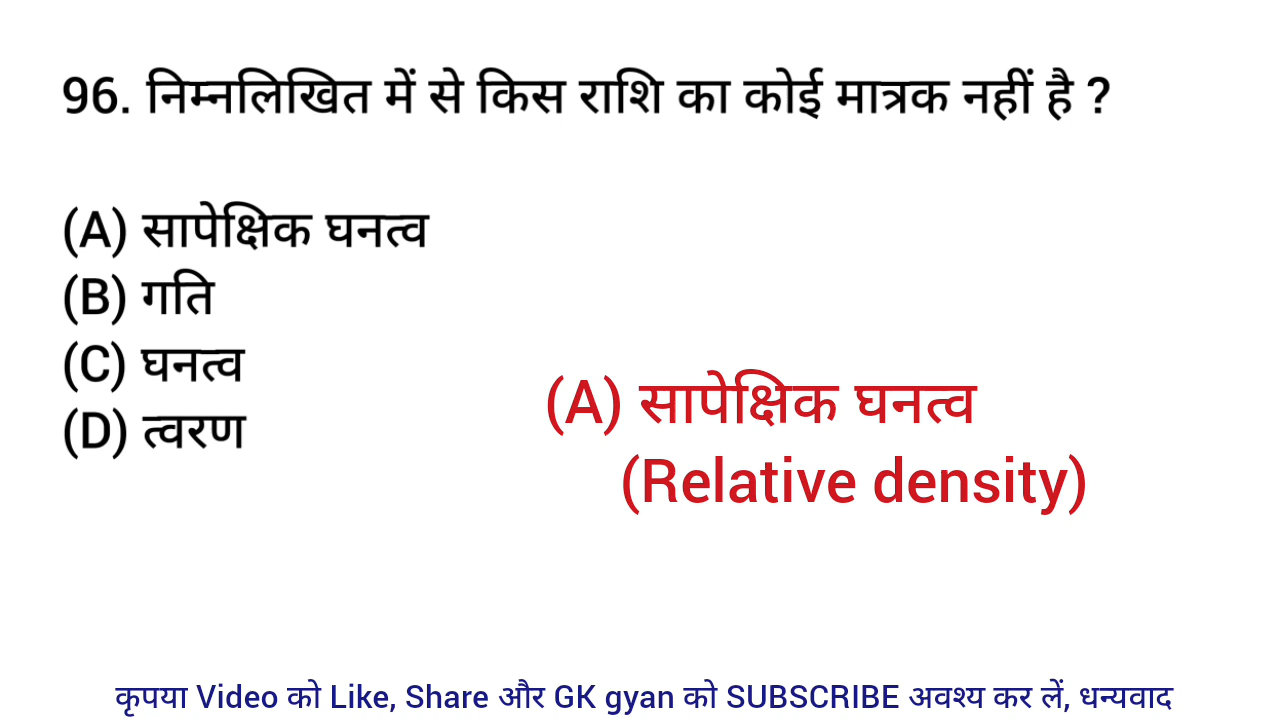 96. निम्नलिखित में से किस राशि का कोई मात्रक नहीं है ?
(A) सापेक्षिक घनत्व
(B) गति
(C) घनत्व
(D) त्वरण
(A) सापेक्षिक घनत्व
(Relative density)
कृपया Video को Like, Share और GK gyan को SUBSCRIBE अवश्य कर लें, धन्यवाद